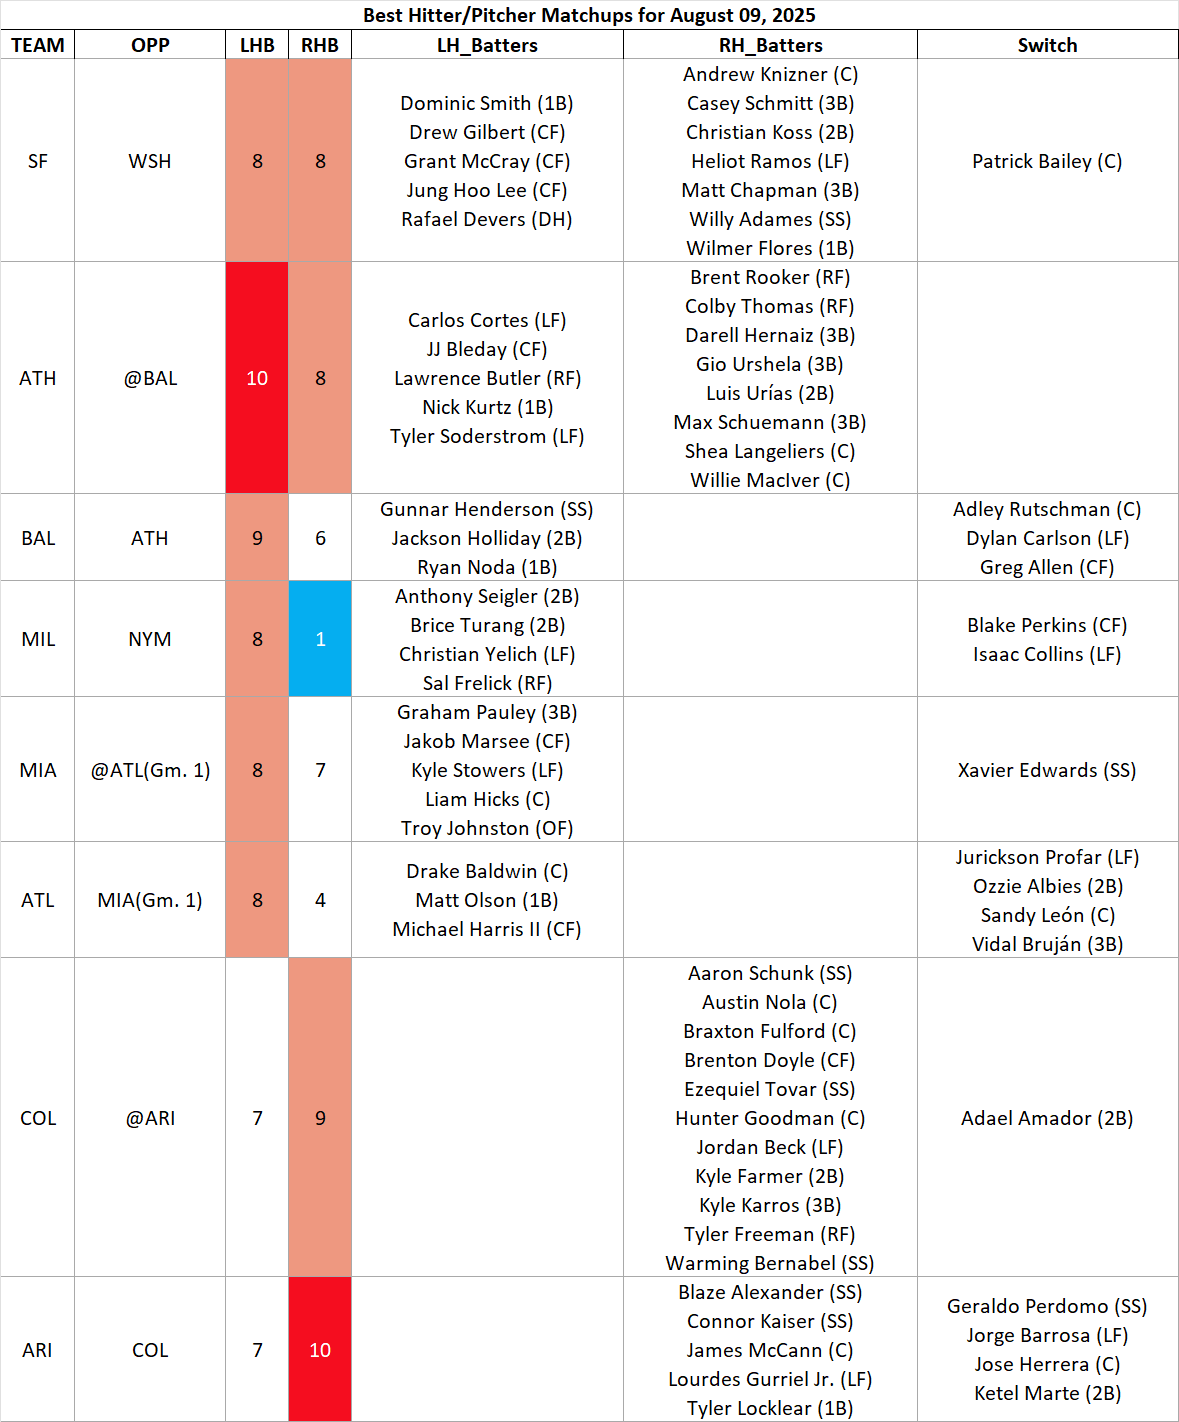 Best Hitter/Pitcher Matchups for August 09, 2025
TEAM OPP LHB RHB LH_Batters RH_Batters Switch
SF WSH 8 8
Dominic Smith (1B)
Drew Gilbert (CF)
Grant McCray (CF)
Jung Hoo Lee (CF)
Rafael Devers (DH)
Andrew Knizner (C)
Casey Schmitt (3B)
Christian Koss (2B)
Heliot Ramos (LF)
Matt Chapman (3B)
Willy Adames (SS)
Wilmer Flores (1B)
Patrick Bailey (C)
ATH @BAL 10 8
Carlos Cortes (LF)
JJ Bleday (CF)
Lawrence Butler (RF)
Nick Kurtz (1B)
Tyler Soderstrom (LF)
Brent Rooker (RF)
Colby Thomas (RF)
Darell Hernaiz (3B)
Gio Urshela (3B)
Luis Urías (2B)
Max Schuemann (3B)
Shea Langeliers (C)
Willie MacIver (C)
BAL ATH 9 6
Gunnar Henderson (SS)
Jackson Holliday (2B)
Ryan Noda (1B)
Adley Rutschman (C)
Dylan Carlson (LF)
Greg Allen (CF)
MIL NYM 8 1
Anthony Seigler (2B)
Brice Turang (2B)
Christian Yelich (LF)
Sal Frelick (RF)
Blake Perkins (CF)
Isaac Collins (LF)
MIA @ATL(Gm. 1) 8 7
Graham Pauley (3B)
Jakob Marsee (CF)
Kyle Stowers (LF)
Liam Hicks (C)
Troy Johnston (OF)
Xavier Edwards (SS)
ATL MIA(Gm. 1) 8 4
Drake Baldwin (C)
Matt Olson (1B)
Michael Harris II (CF)
Jurickson Profar (LF)
Ozzie Albies (2B)
Sandy León (C)
Vidal Bruján (3B)
COL @ARI 7 9
Aaron Schunk (SS)
Austin Nola (C)
Braxton Fulford (C)
Brenton Doyle (CF)
Ezequiel Tovar (SS)
Hunter Goodman (C)
Jordan Beck (LF)
Kyle Farmer (2B)
Kyle Karros (3B)
Tyler Freeman (RF)
Warming Bernabel (SS)
Adael Amador (2B)
ARI COL 7 10
Blaze Alexander (SS)
Connor Kaiser (SS)
James McCann (C)
Lourdes Gurriel Jr. (LF)
Tyler Locklear (1B)
Geraldo Perdomo (SS)
Jorge Barrosa (LF)
Jose Herrera (C)
Ketel Marte (2B)